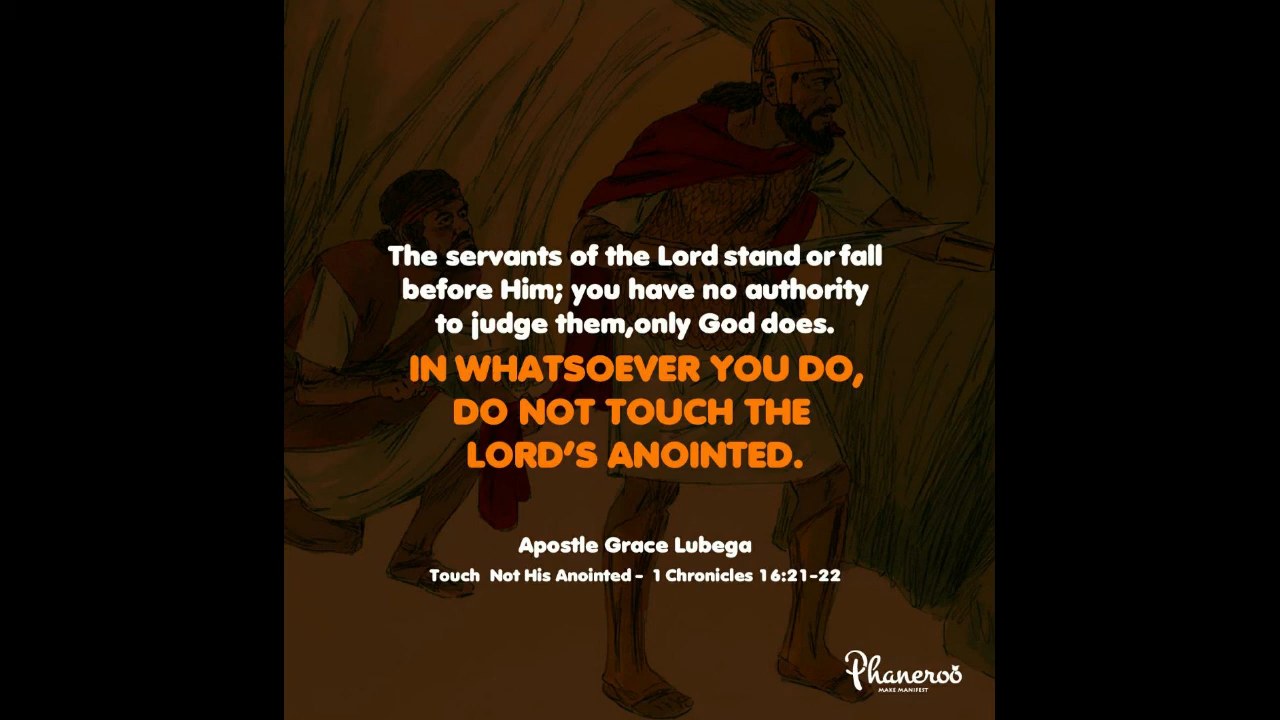 The servants of the Lord stand or fall
before Him; you have no authority
to judge them,only God does.
IN WHATSOEVER YOU DO,
DO NOT TOUCH THE
LORD'S ANOINTED.
Apostle Grace Lubega
Touch Not His Anointed - 1 Chronicles 16:21-22
Phaneroo
MAKE MANIFEST